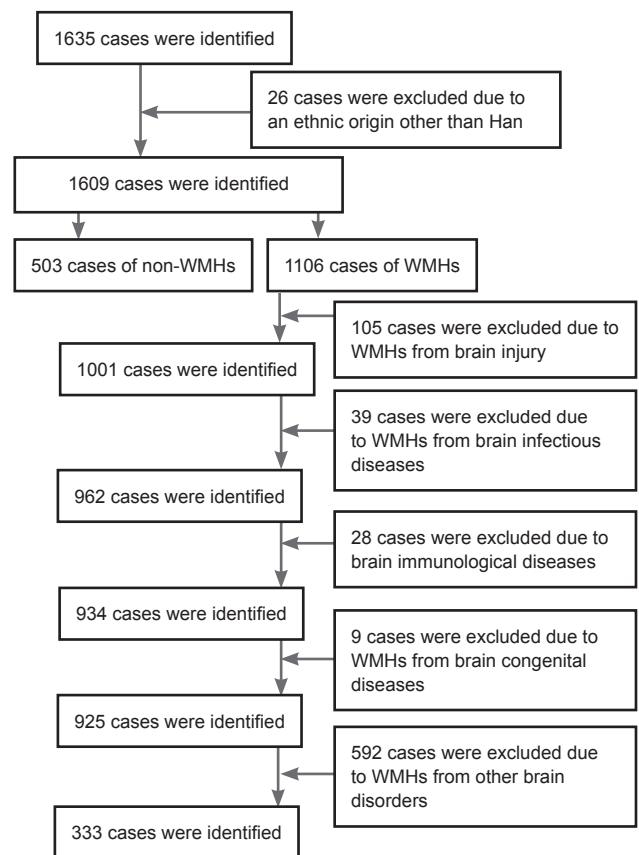 1635 cases were identified
26 cases were excluded due to
an ethnic origin other than Han
1609 cases were identified
503 cases of non-WMHs
1106 cases of WMHs
105 cases were excluded due to
WMHs from brain injury
1001 cases were identified
39 cases were excluded due
to WMHs from brain infectious
diseases
962 cases were identified
28 cases were excluded due to
brain immunological diseases
934 cases were identified
9 cases were excluded due to
WMHs from brain congenital
diseases
925 cases were identified
592 cases were excluded due
to WMHs from other brain
disorders
333 cases were identified